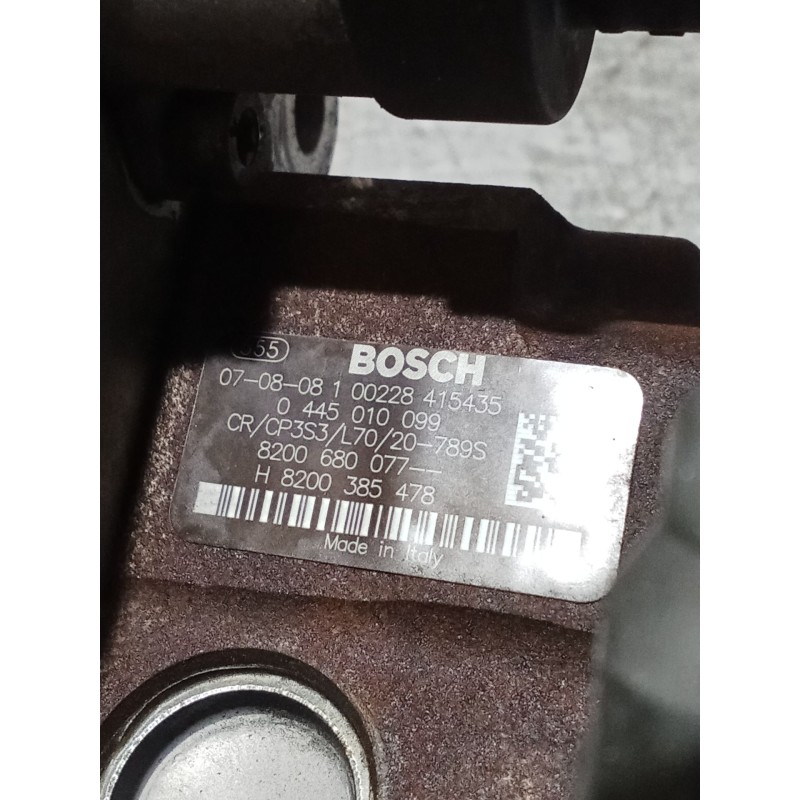 555
BOSCH
07-08-08 1 00228 415435
0 445 010 099
CR/CP3S3/L70/20-789S
8200 680 077--
H 8200 385 478
Made in Italy